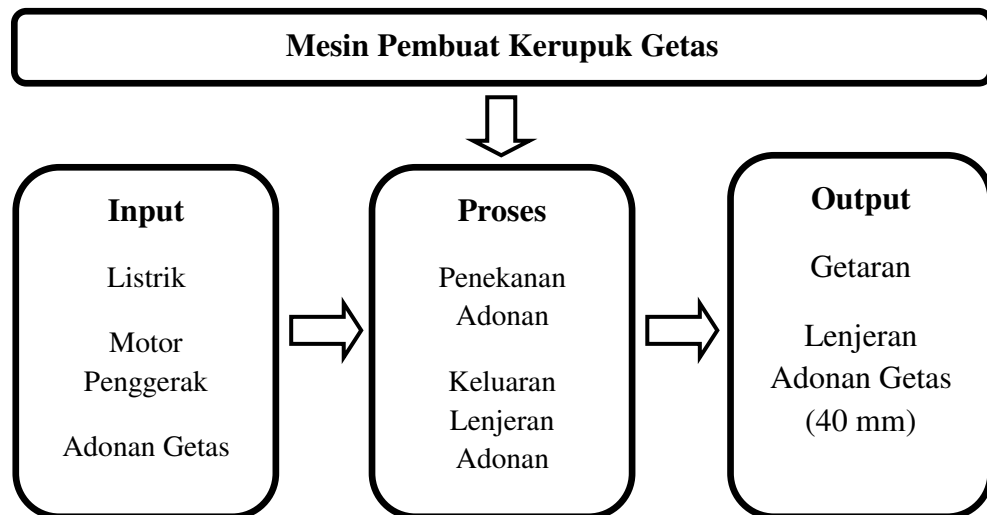 Mesin Pembuat Kerupuk Getas
Input
Listrik
Motor
Penggerak
Adonan Getas
Proses
Penekanan
Adonan
Keluaran
Lenjeran
Adonan
Output
Getaran
Lenjeran
Adonan Getas
(40 mm)